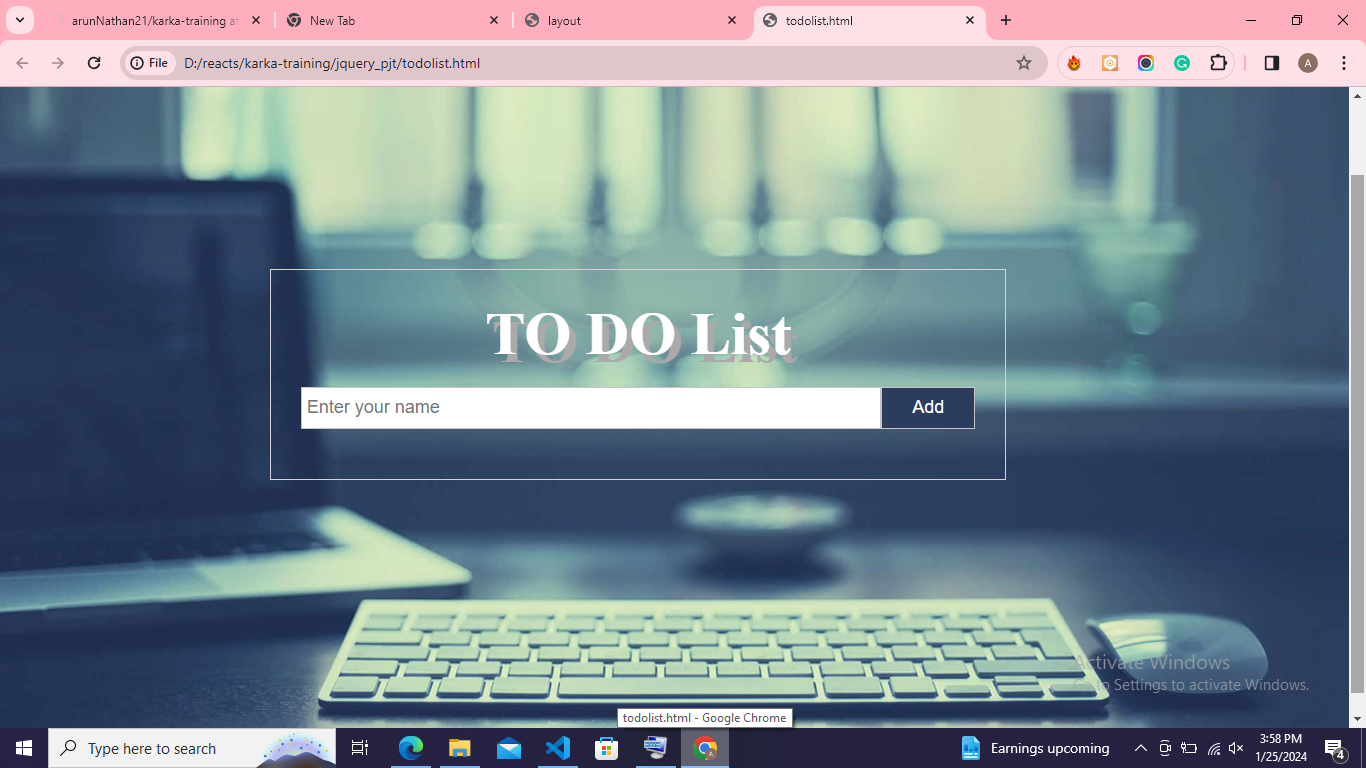 arunNathan21/karka-training at
New Tab
layout
todolist.html
File
D:/reacts/karka-training/jquery_pjt/todolist.html
A
TO DO List
Enter your name
Add
Activate Windows
Go to Settings to activate Windows.
todolist.html - Google Chrome
Type here to search
Earnings upcoming
3:58 PM
1/25/2024
4